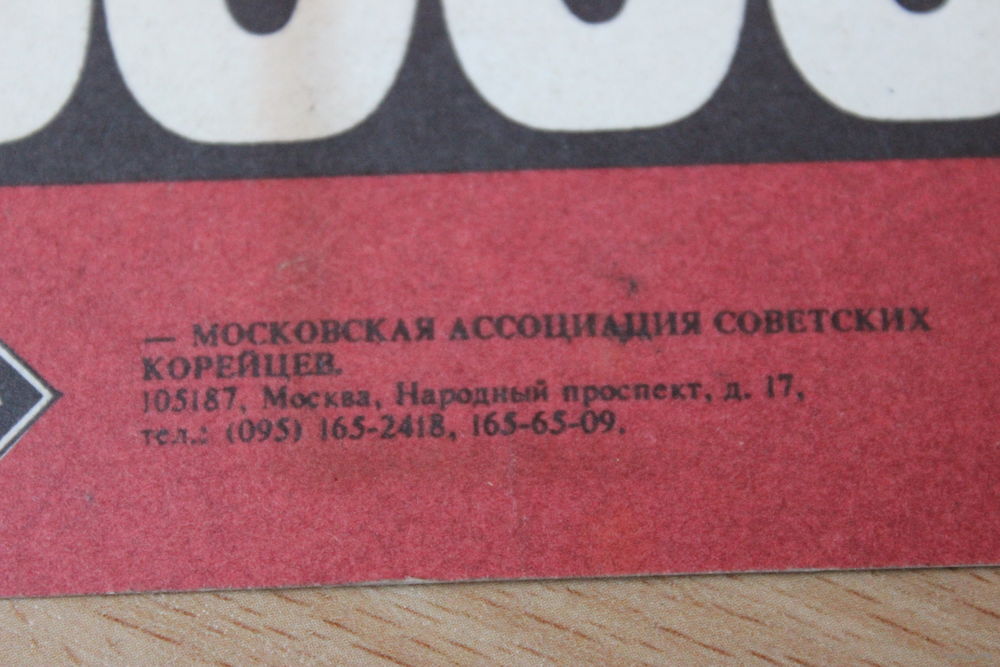 — МОСКОВСКАЯ АССОЦИАЦИЯ СОВЕТСКИХ
КОРЕЙЦЕВ.
105187, Москва, Народный проспект, д. 17,
тел.: (095) 165-2418, 165-65-09.